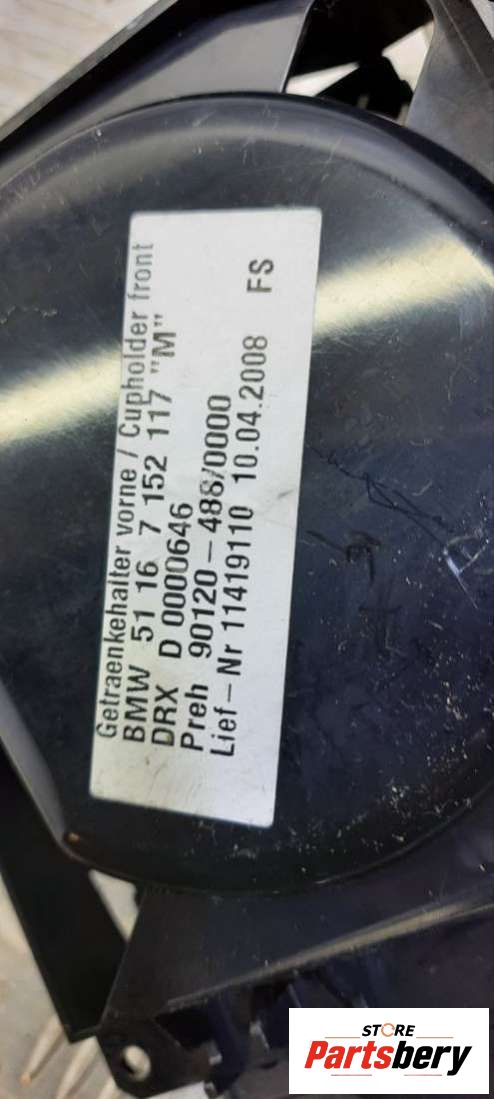 Getraenkehalter vorne / Cupholder front
BMW 51 16 7 152 117 "M"
DRX D 0000646
Preh 90120-488/0000
Lief-Nr 11419110 10.04.2008 FS
STORE
Partsbery